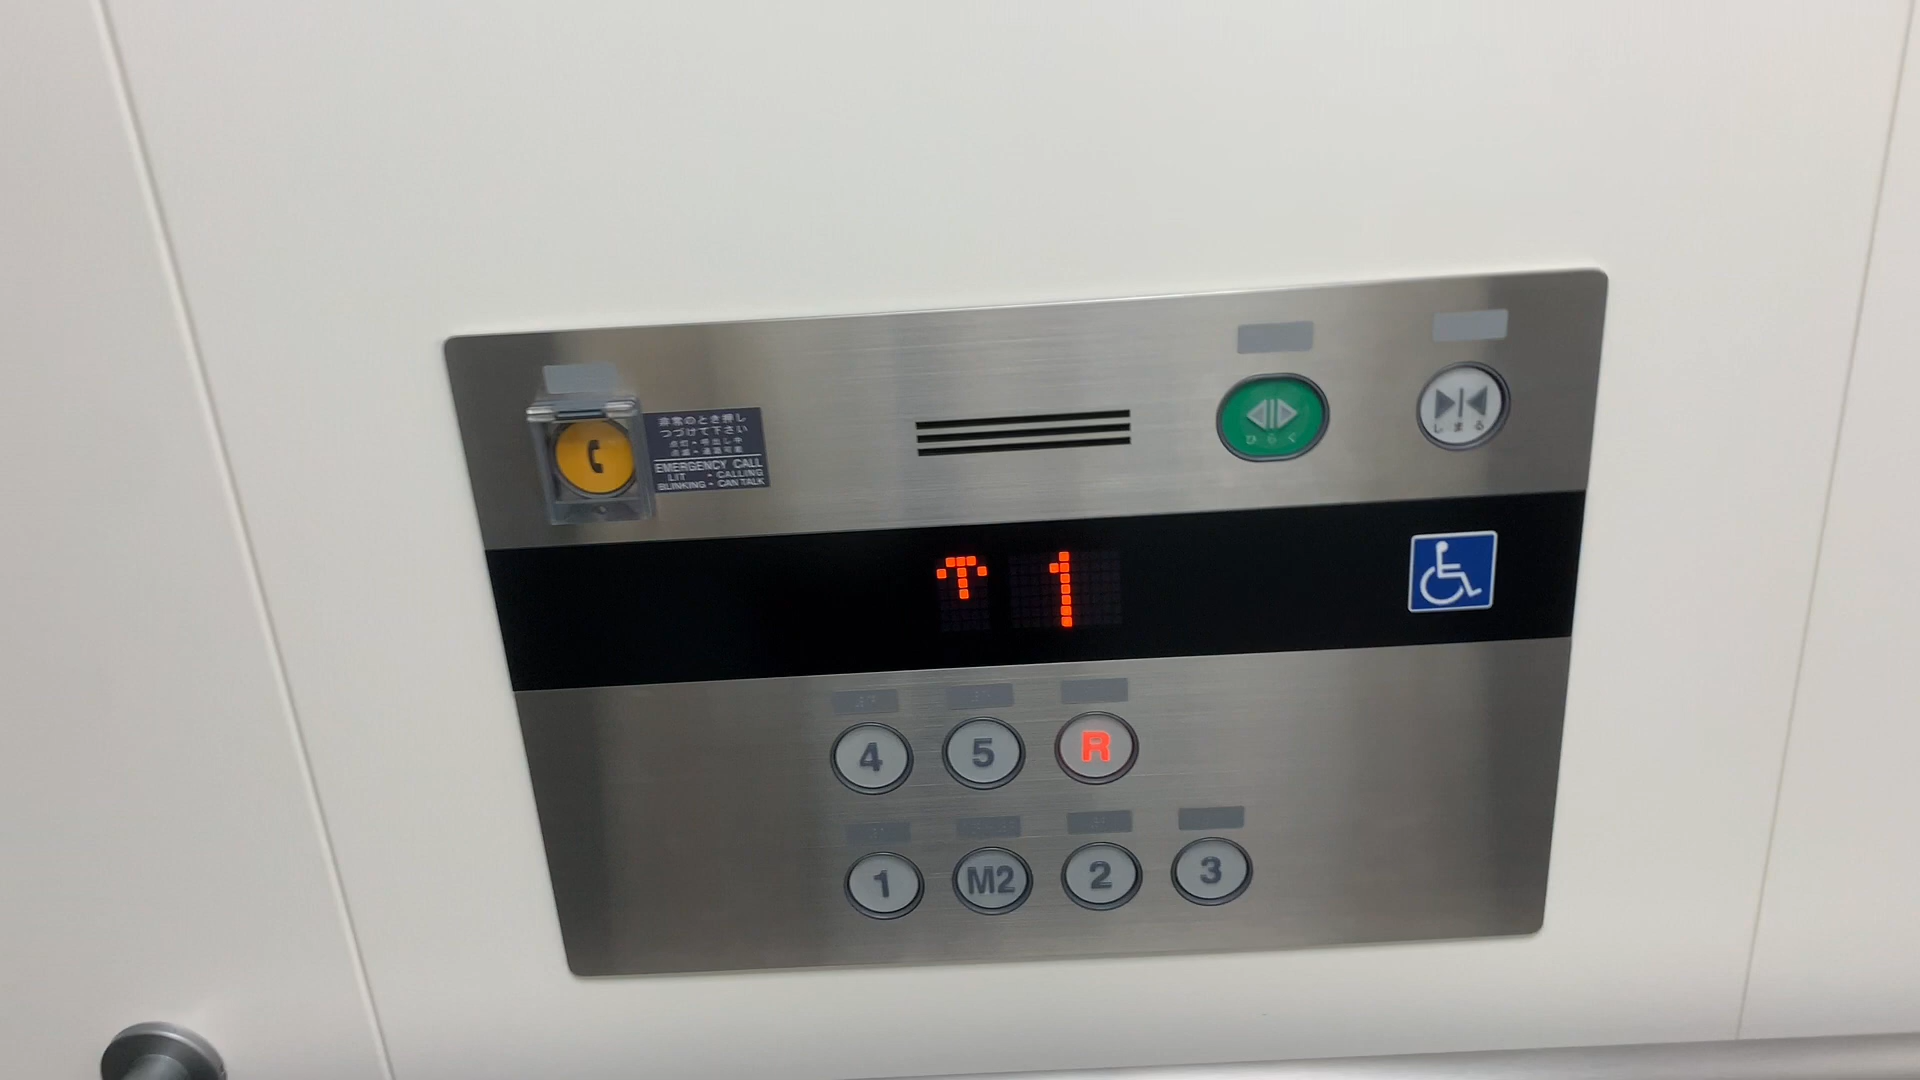 非常のとき押し
つづけて下さい
点灯・呼出し中
点滅・通話可能
EMERGENCY CALL
LIT ・CALLING
BLINKING・CAN TALK
ひらく
しまる
1
4 5 R
1 M2 2 3